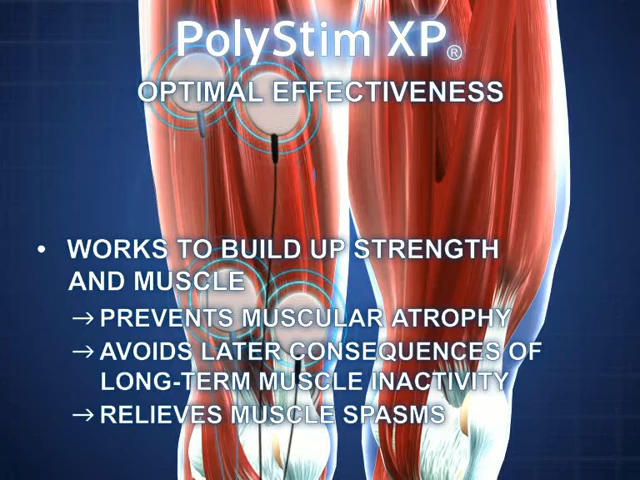 PolyStim XP®
OPTIMAL EFFECTIVENESS
• WORKS TO BUILD UP STRENGTH
AND MUSCLE
→ PREVENTS MUSCULAR ATROPHY
→ AVOIDS LATER CONSEQUENCES OF
LONG-TERM MUSCLE INACTIVITY
→ RELIEVES MUSCLE SPASMS